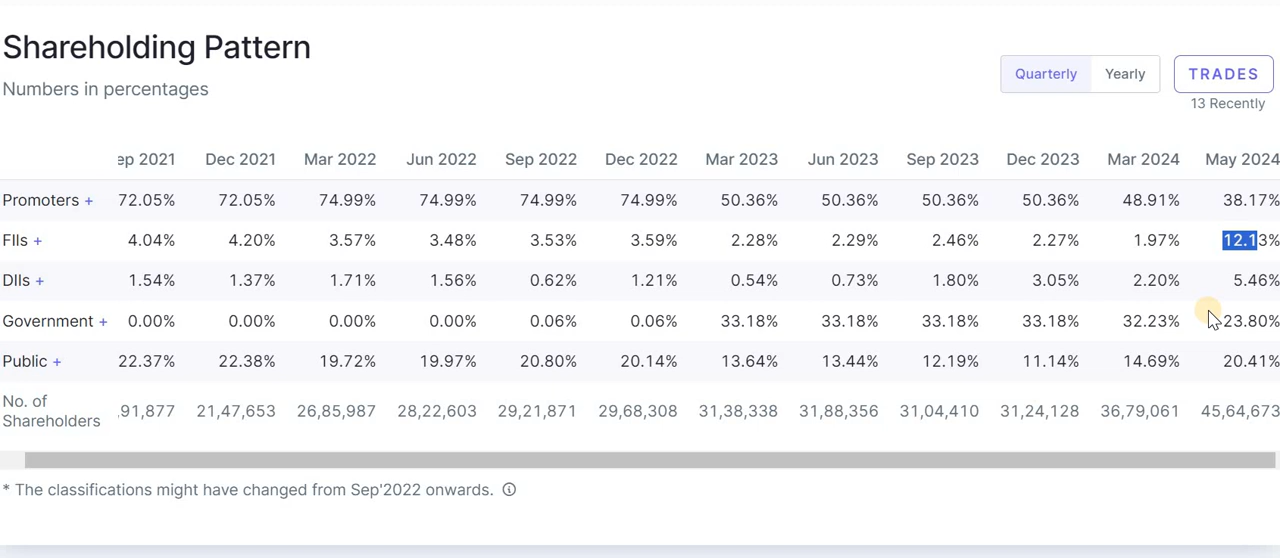 Shareholding Pattern
Numbers in percentages
Quarterly Yearly TRADES
13 Recently
ep 2021 Dec 2021 Mar 2022 Jun 2022 Sep 2022 Dec 2022 Mar 2023 Jun 2023 Sep 2023 Dec 2023 Mar 2024 May 2024
Promoters + 72.05% 72.05% 74.99% 74.99% 74.99% 74.99% 50.36% 50.36% 50.36% 50.36% 48.91% 38.17%
FIIs + 4.04% 4.20% 3.57% 3.48% 3.53% 3.59% 2.28% 2.29% 2.46% 2.27% 1.97% 12.13%
DIIs + 1.54% 1.37% 1.71% 1.56% 0.62% 1.21% 0.54% 0.73% 1.80% 3.05% 2.20% 5.46%
Government + 0.00% 0.00% 0.00% 0.00% 0.06% 0.06% 33.18% 33.18% 33.18% 33.18% 32.23% 23.80%
Public + 22.37% 22.38% 19.72% 19.97% 20.80% 20.14% 13.64% 13.44% 12.19% 11.14% 14.69% 20.41%
No. of
Shareholders ,91,877 21,47,653 26,85,987 28,22,603 29,21,871 29,68,308 31,38,338 31,88,356 31,04,410 31,24,128 36,79,061 45,64,673
* The classifications might have changed from Sep'2022 onwards.